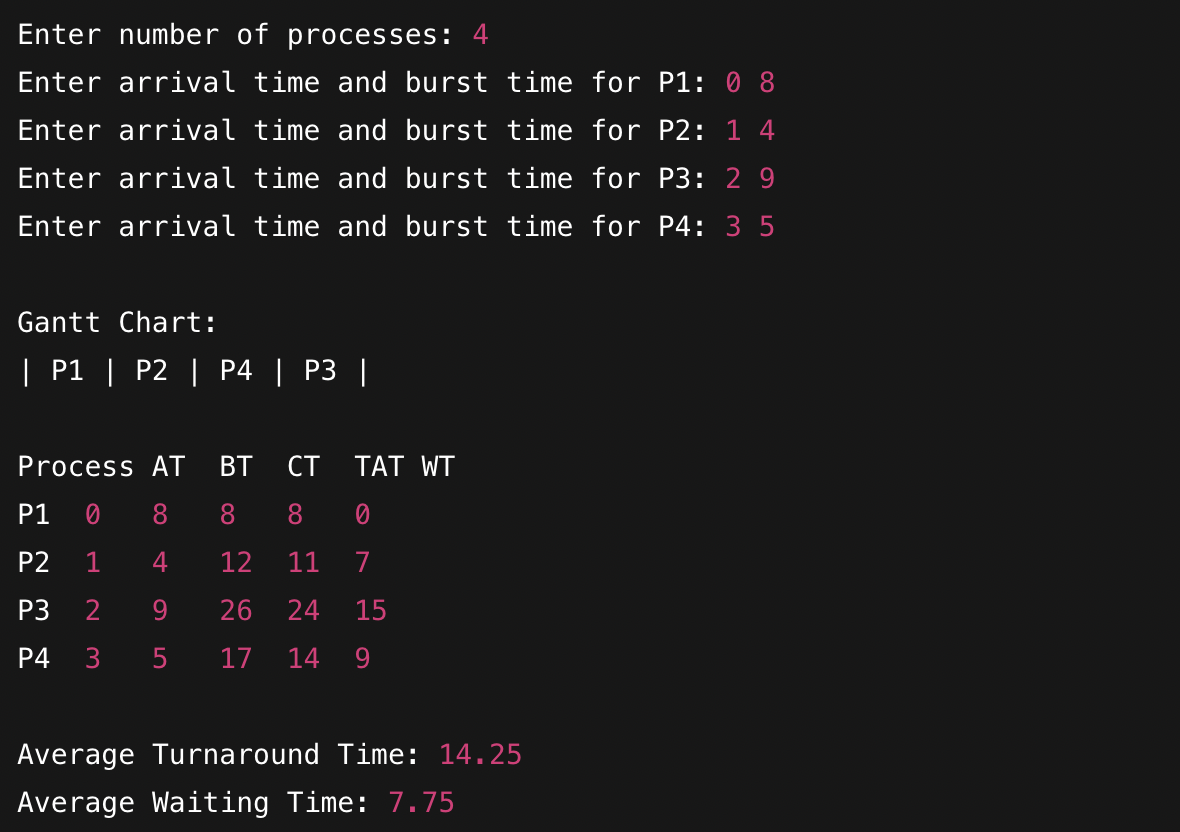 Enter number of processes: 4
Enter arrival time and burst time for P1: 0 8
Enter arrival time and burst time for P2: 1 4
Enter arrival time and burst time for P3: 2 9
Enter arrival time and burst time for P4: 3 5
Gantt Chart:
| P1 | P2 | P4 | P3 |
Process AT  BT  CT  TAT WT
P1  0   8   8   8   0
P2  1   4   12  11  7
P3  2   9   26  24  15
P4  3   5   17  14  9
Average Turnaround Time: 14.25
Average Waiting Time: 7.75